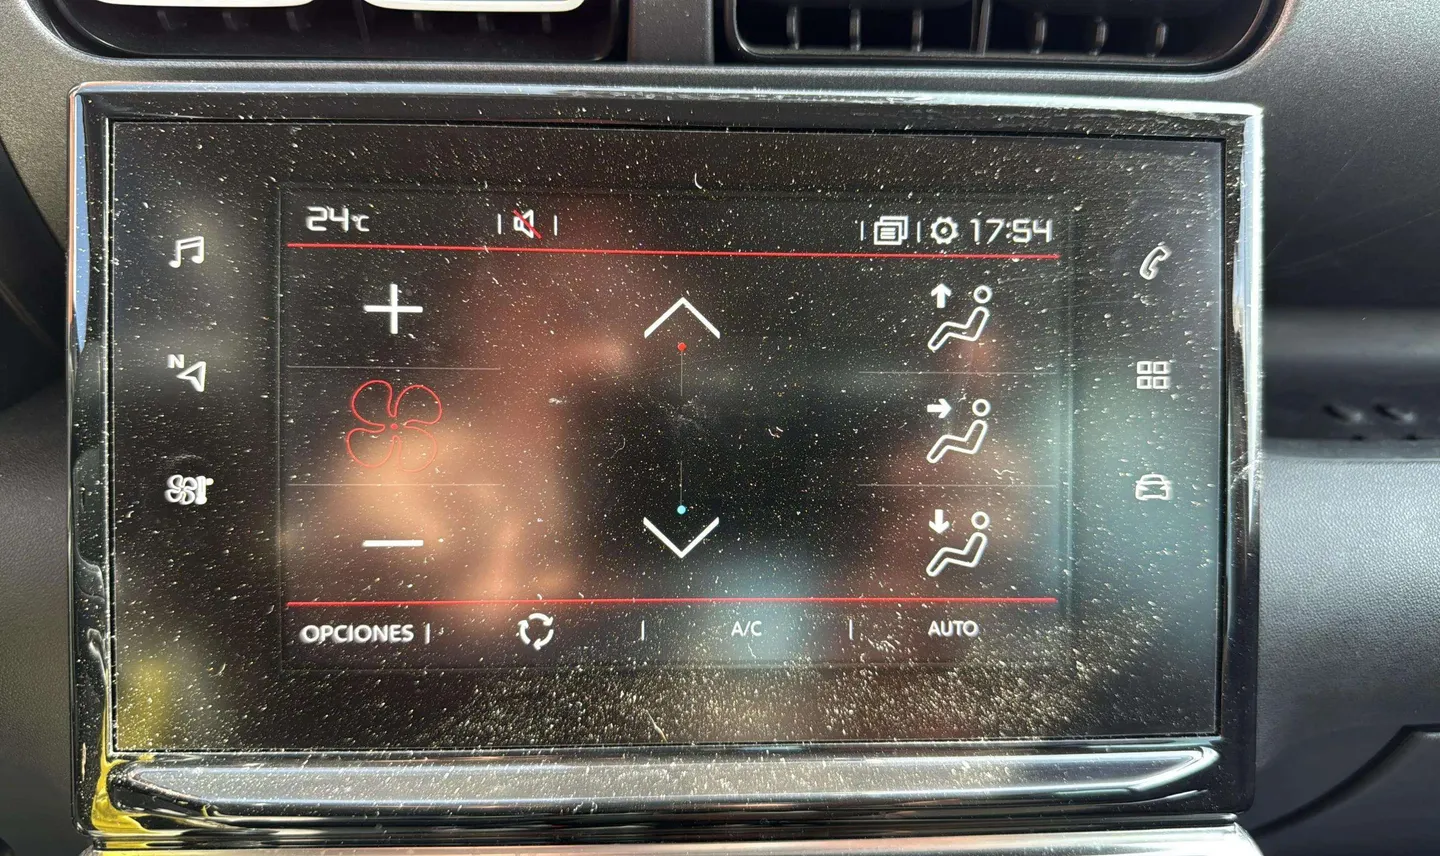 24°C 17:54
N
OPCIONES A/C AUTO